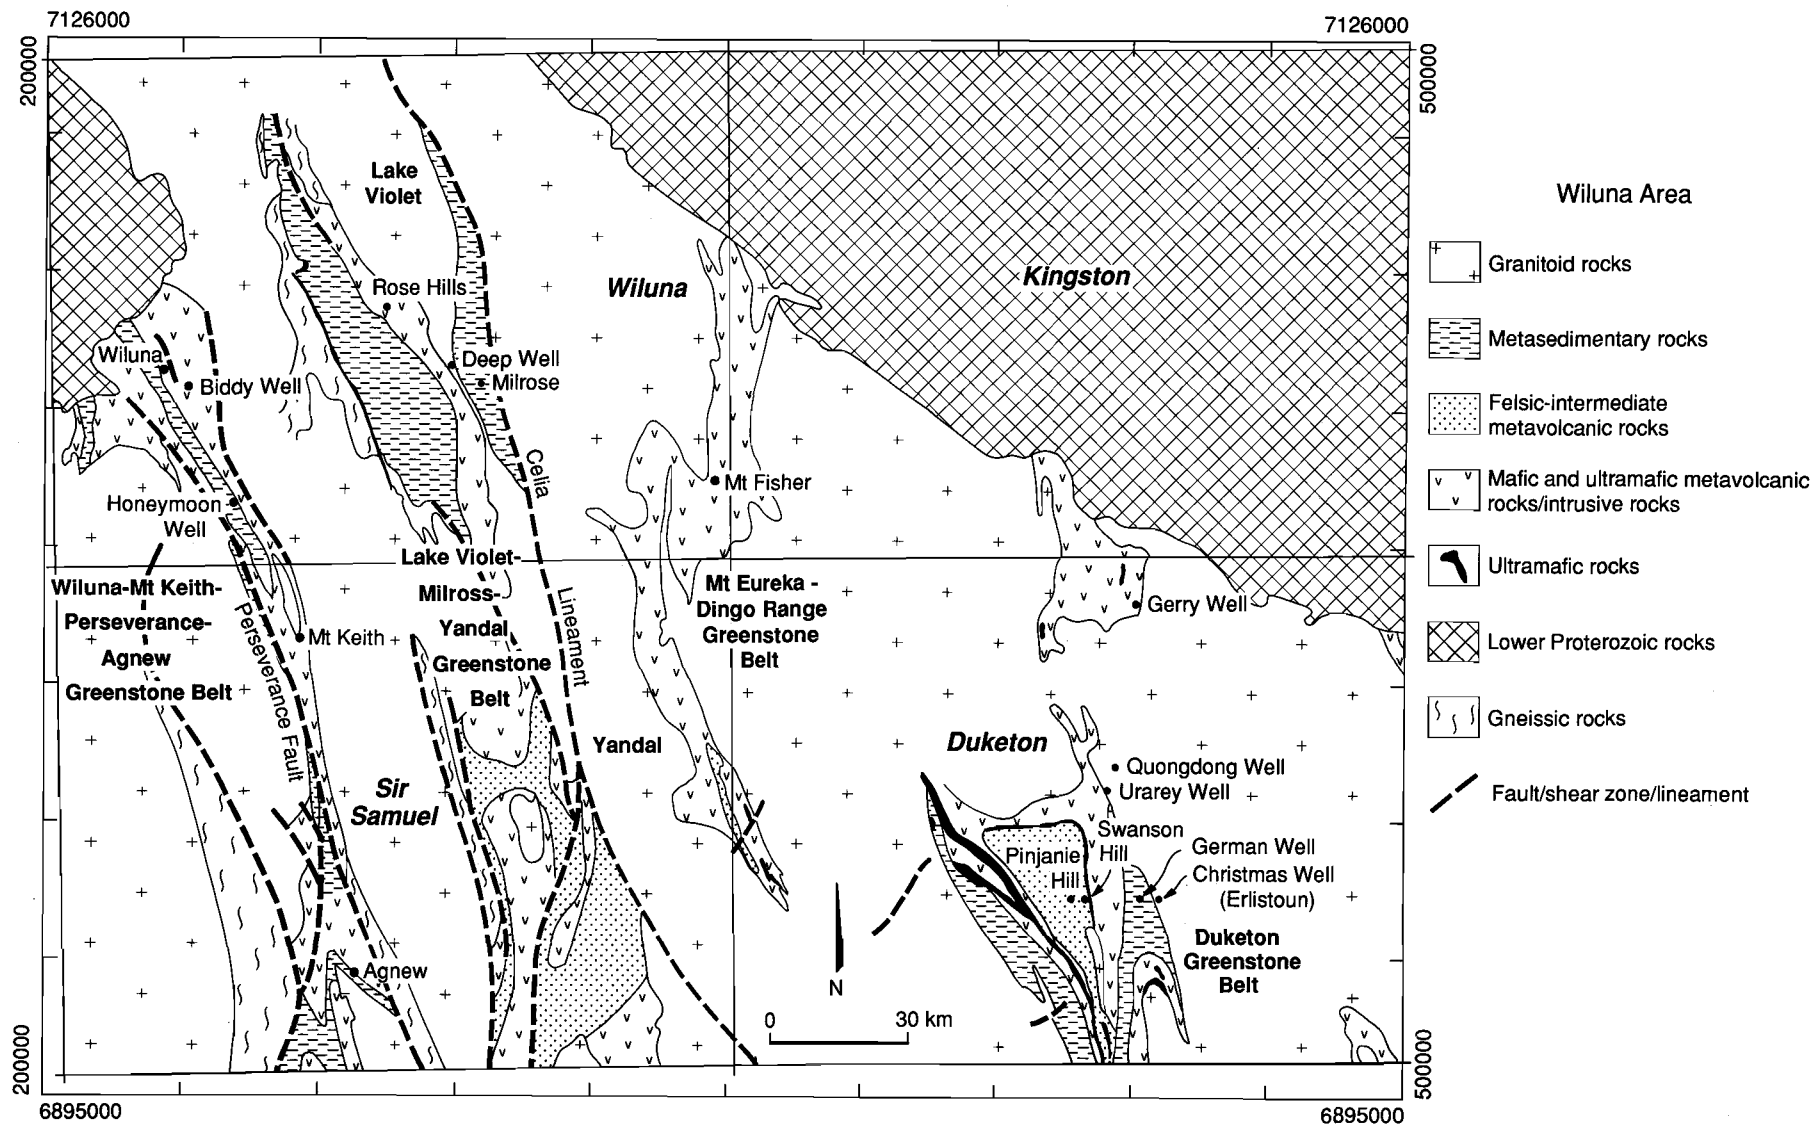 7126000
7126000
200000
500000
Wiluna Area
Lake
Violet
Granitoid rocks
Wiluna
Kingston
Rose Hills
Metasedimentary rocks
Wiluna
Deep Well
Milrose
Biddy Well
Felsic-intermediate
metavolcanic rocks
Celia
Mt Fisher
Mafic and ultramafic metavolcanic
rocks/intrusive rocks
Honeymoon
Well
Lake Violet-
Milross-
Yandal
Greenstone
Belt
Ultramafic rocks
Wiluna-Mt Keith-
Perseverance-
Agnew
Greenstone Belt
Mt Eureka -
Dingo Range
Greenstone
Belt
Gerry Well
Lineament
Perseverance Fault
Mt Keith
Lower Proterozoic rocks
Gneissic rocks
Yandal
Duketon
Quongdong Well
Urarey Well
Sir
Samuel
Fault/shear zone/lineament
Swanson
Hill
Pinjanie
Hill
German Well
Christmas Well
(Erlistoun)
Duketon
Greenstone
Belt
Agnew
N
0 30 km
200000
500000
6895000
6895000